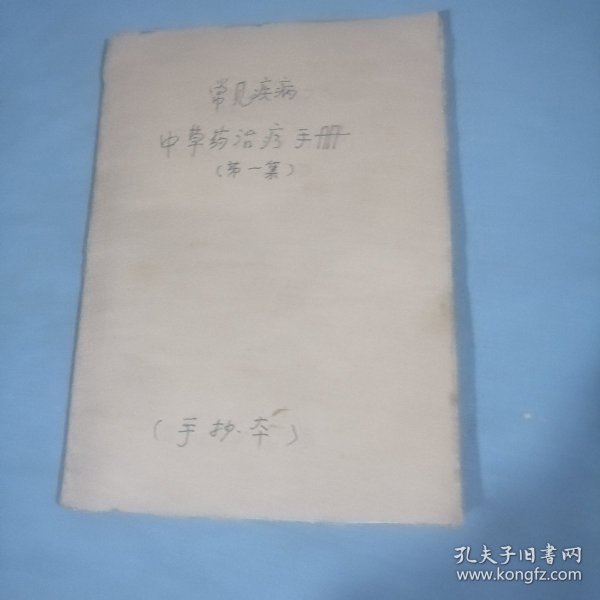 常见疾病
中草药治疗手册
(第一集)
(手抄本)
孔夫子旧书网
www.kongfz.com